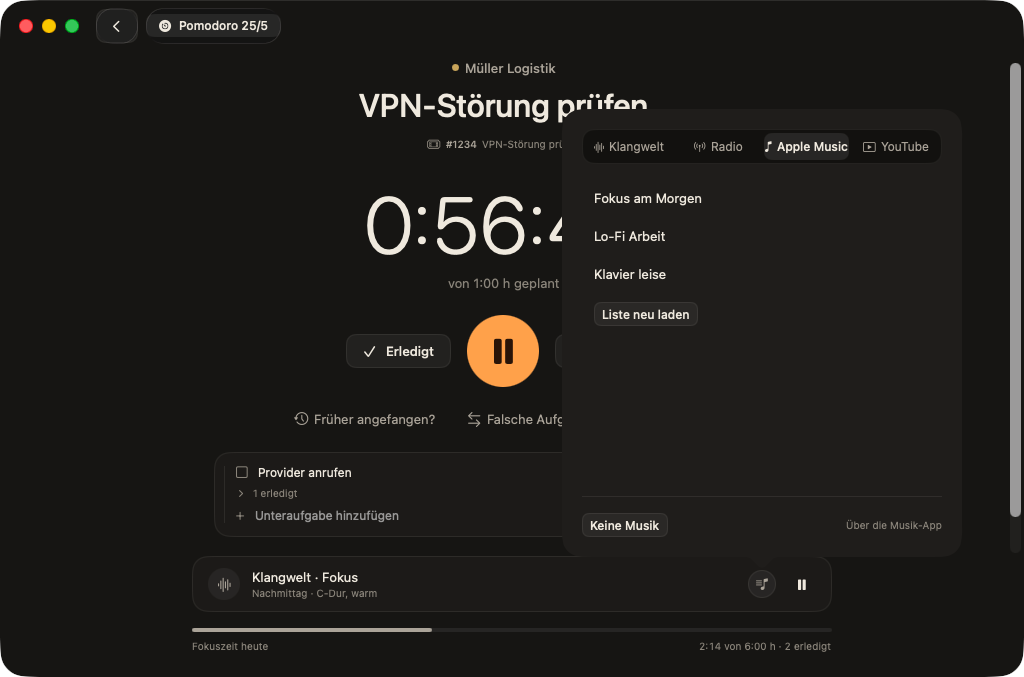 Pomodoro 25/5
Müller Logistik
VPN-Störung prüfen
#1234 VPN-Störung
Klangwelt Radio Apple Music YouTube
Fokus am Morgen
0:56:4
Lo-Fi Arbeit
Klavier leise
von 1:00 h geplant
Liste neu laden
Erledigt
Früher angefangen? Falsche
Provider anrufen
1 erledigt
Unteraufgabe hinzufügen
Keine Musik Über die Musik-App
Klangwelt · Fokus
Nachmittag · C-Dur, warm
Fokuszeit heute 2:14 von 6:00 h · 2 erledigt